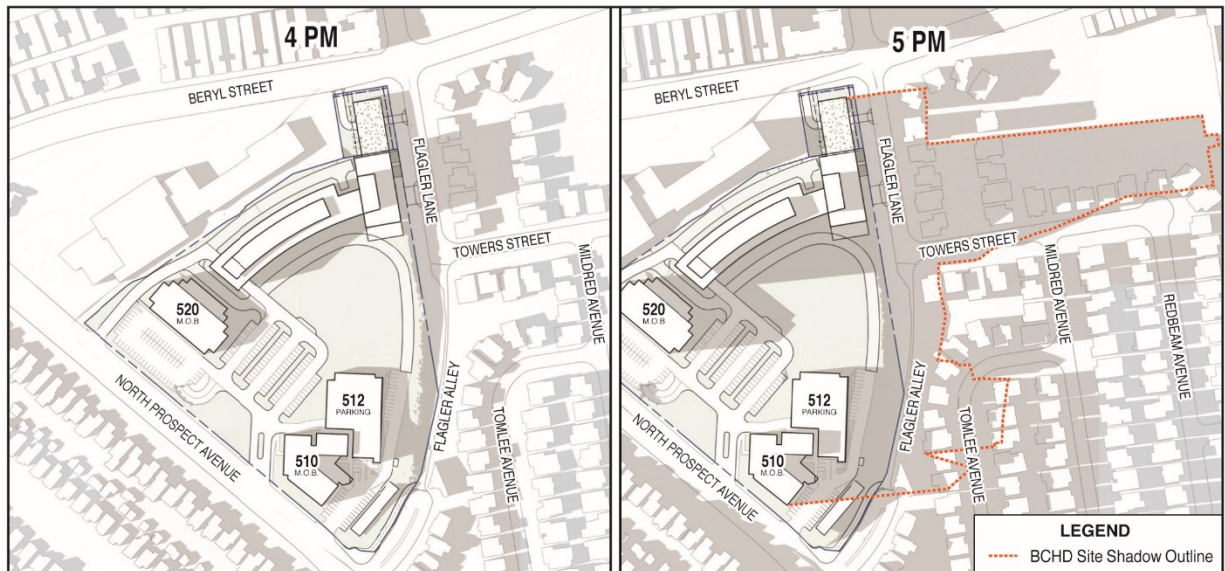 4 PM
BERYL STREET
FLAGLER LANE
TOWERS STREET
MILDRED AVENUE
520
M.O.B.
512
PARKING
510
M.O.B.
NORTH PROSPECT AVENUE
FLAGLER ALLEY
TOMLEE AVENUE
5 PM
BERYL STREET
FLAGLER LANE
TOWERS STREET
MILDRED AVENUE
REDBEAM AVENUE
520
M.O.B.
512
PARKING
510
M.O.B.
NORTH PROSPECT AVENUE
FLAGLER ALLEY
TOMLEE AVENUE
LEGEND
BCHD Site Shadow Outline